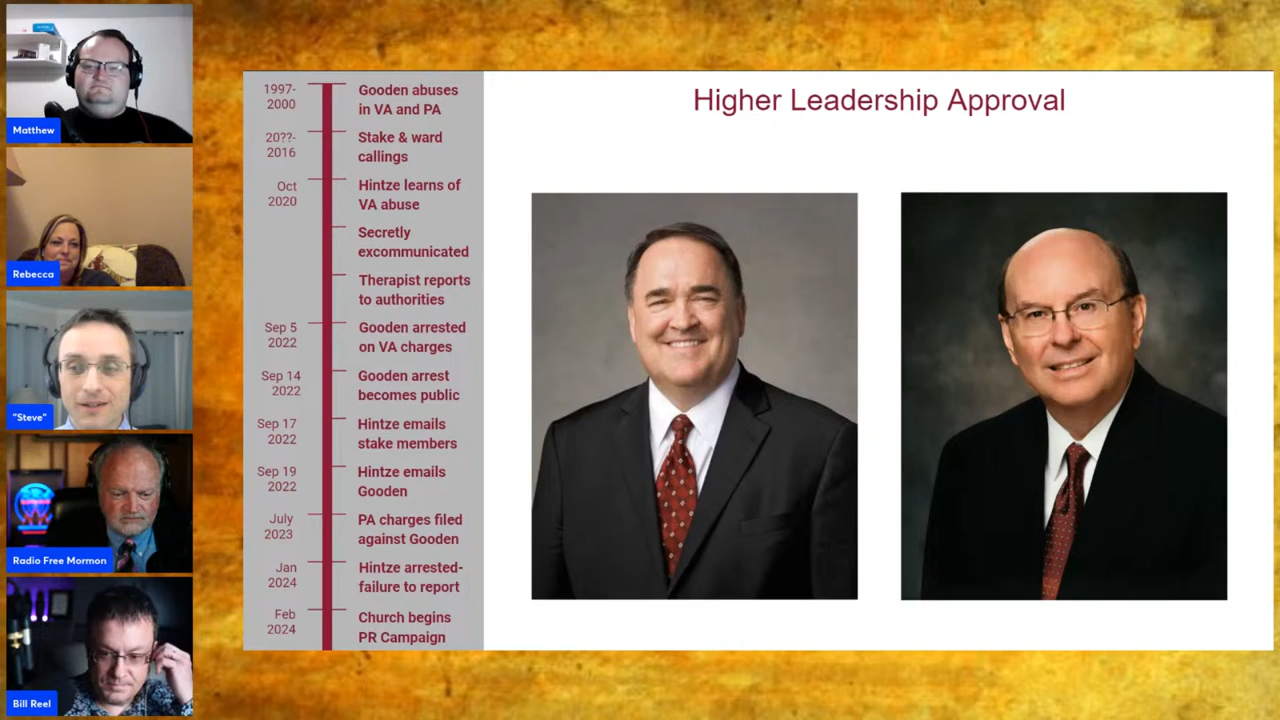 Matthew
Rebecca
"Steve"
Radio Free Mormon
Bill Reel
1997-
2000
Gooden abuses
in VA and PA
20??-
2016
Stake & ward
callings
Oct
2020
Hintze learns of
VA abuse
Secretly
excommunicated
Therapist reports
to authorities
Sep 5
2022
Gooden arrested
on VA charges
Sep 14
2022
Gooden arrest
becomes public
Sep 17
2022
Hintze emails
stake members
Sep 19
2022
Hintze emails
Gooden
July
2023
PA charges filed
against Gooden
Jan
2024
Hintze arrested-
failure to report
Feb
2024
Church begins
PR Campaign
Higher Leadership Approval